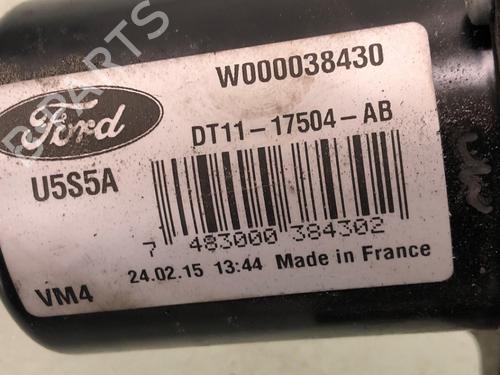 W000038430
Ford
DT11-17504-AB
U5S5A
7 483000 384302
24.02.15 13:44 Made in France
VM4